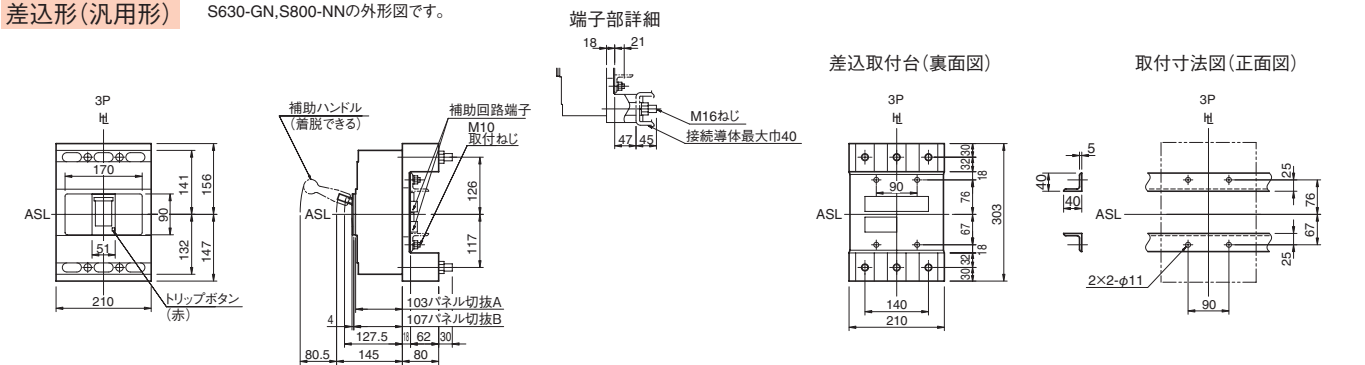 差込形(汎用形)
S630-GN,S800-NNの外形図です。
端子部詳細
18
21
M16ねじ
接続導体最大巾40
47
45
差込取付台(裏面図)
取付寸法図(正面図)
3P
HL
170
ASL
90
51
141
156
132
147
210
トリップボタン
(赤)
補助ハンドル
(着脱できる)
補助回路端子
M10
取付ねじ
ASL
126
117
103パネル切抜A
107パネル切抜B
4
127.5
18
62
30
80.5
145
80
3P
HL
90
ASL
30
32
18
76
67
18
32
30
303
140
210
3P
HL
5
40
40
ASL
25
76
67
25
2×2-φ11
90